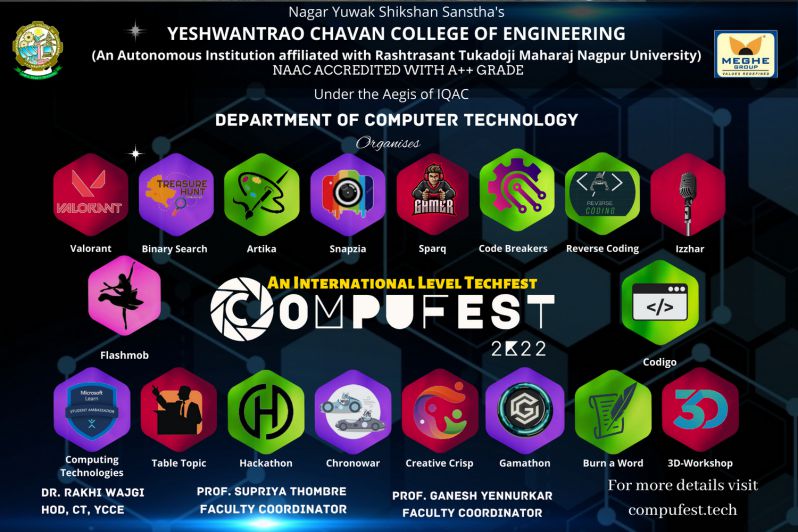 Nagar Yuwak Shikshan Sanstha's
YESHWANTRAO CHAVAN COLLEGE OF ENGINEERING
(An Autonomous Institution affiliated with Rashtrasant Tukadoji Maharaj Nagpur University)
NAAC ACCREDITED WITH A++ GRADE
MEGHE
GROUP
VALUES REDEFINED
Under the Aegis of IQAC
DEPARTMENT OF COMPUTER TECHNOLOGY
Organises
VALORANT
TREASURE
HUNT
GAMER
REVERSE
CODING
Valorant
Binary Search
Artika
Snapzia
Sparq
Code Breakers
Reverse Coding
Izzhar
An International Level Techfest
COMPUFEST
2K22
</>
Flashmob
Codigo
Microsoft
Learn
STUDENT AMBASSADOR
H
G
3D
Computing
Technologies
Table Topic
Hackathon
Chronowar
Creative Crisp
Gamathon
Burn a Word
3D-Workshop
DR. RAKHI WAJGI
HOD, CT, YCCE
PROF. SUPRIYA THOMBRE
FACULTY COORDINATOR
PROF. GANESH YENNURKAR
FACULTY COORDINATOR
For more details visit
compufest.tech